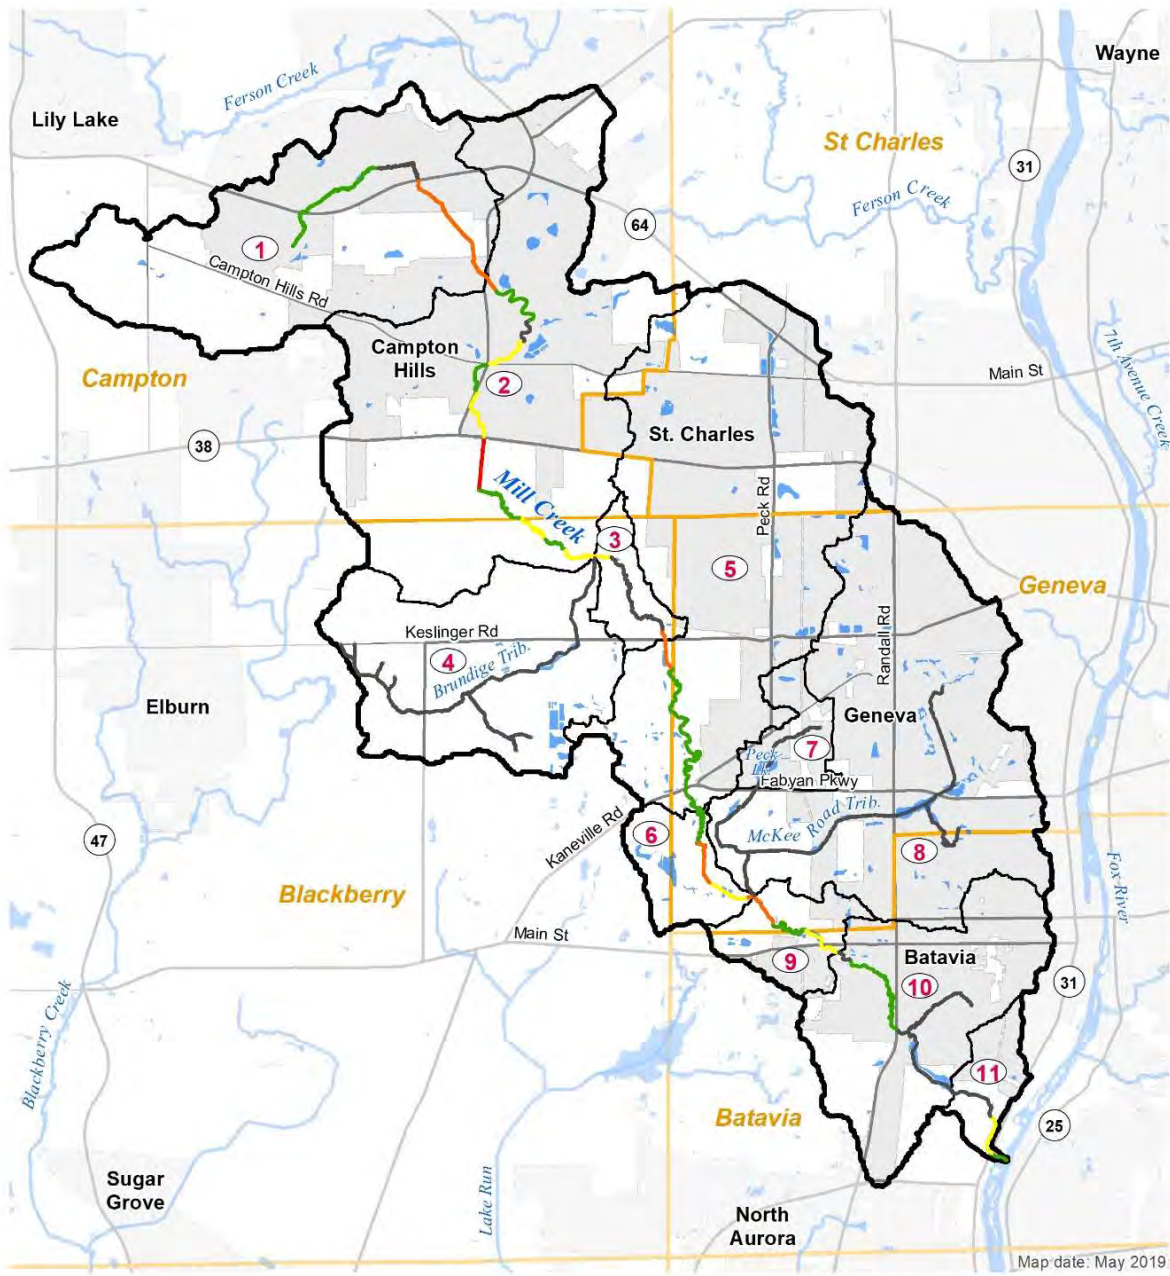 Wayne
Ferson Creek
Lily Lake
St Charles
31
Ferson Creek
64
1
Campton Hills Rd
7th Avenue Creek
Campton
Hills
Main St
Campton
2
St. Charles
38
Mill Creek
Peck Rd
3
5
Geneva
Keslinger Rd
Randall Rd
4
Brundige Trib.
Elburn
Geneva
7
Peck
Lk
Fabyan Pkwy
McKee Road Trib.
Kaneville Rd
6
47
8
Blackberry
Fox River
Main St
9
Batavia
10
31
Blackberry Creek
11
Batavia
25
Sugar
Grove
Lake Run
North
Aurora
Map date: May 2019